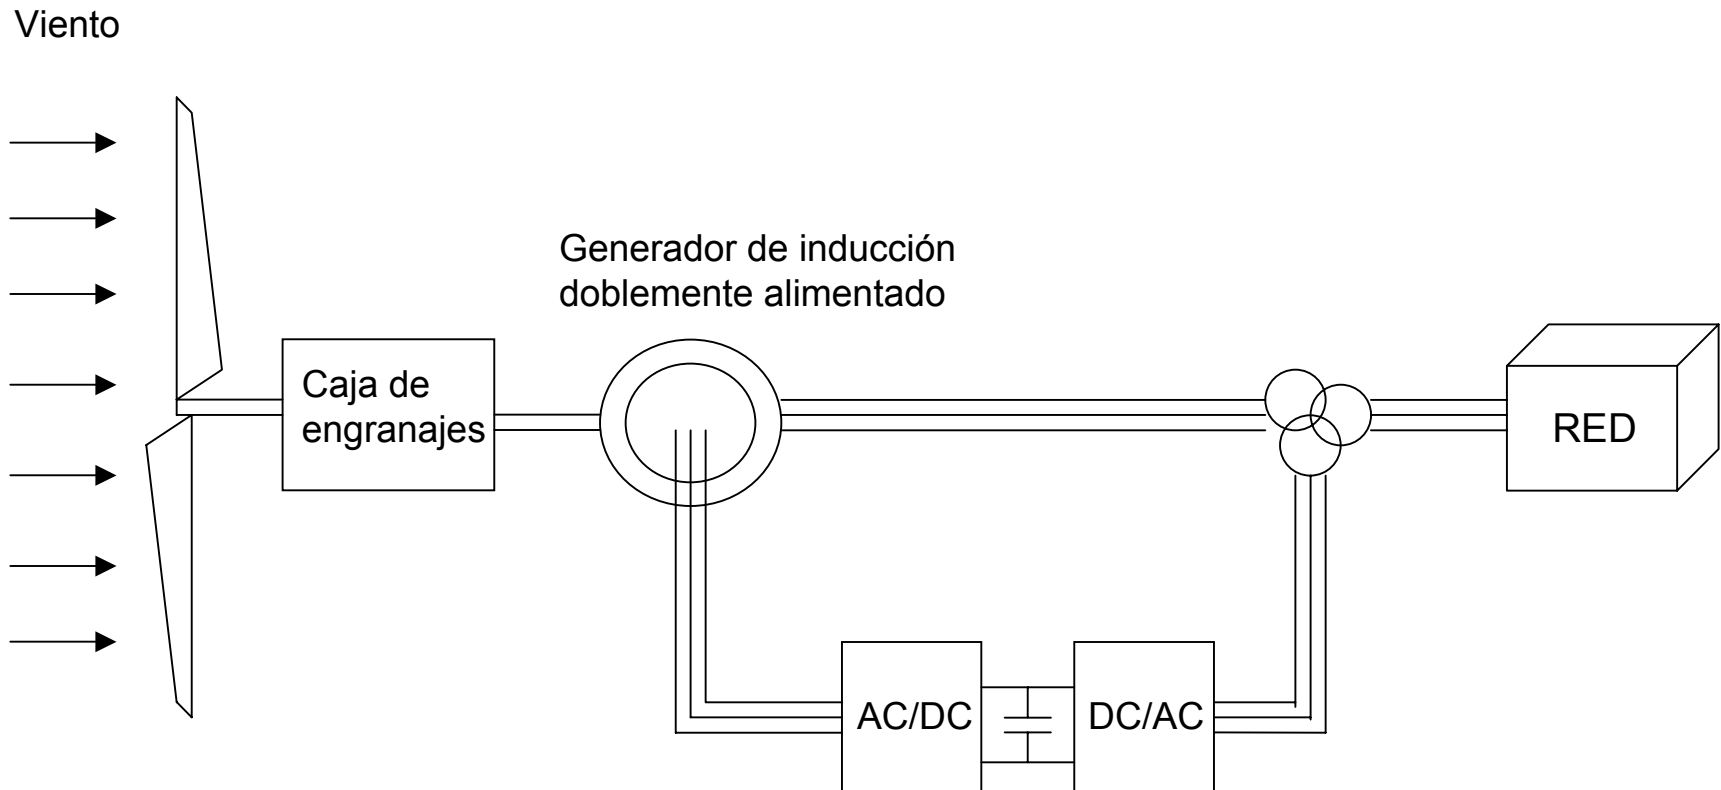 Viento
Generador de inducción
doblemente alimentado
Caja de
engranajes
RED
AC/DC
DC/AC